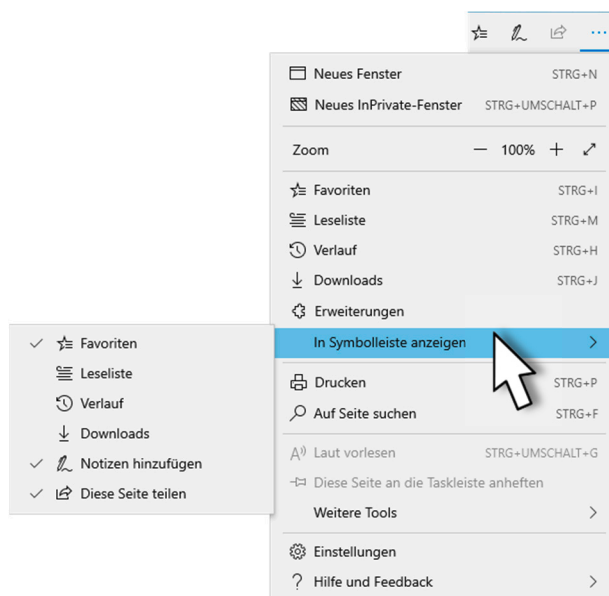 Neues Fenster STRG+N
Neues InPrivate-Fenster STRG+UMSCHALT+P
Zoom — 100% +
Favoriten STRG+I
Leseliste STRG+M
Verlauf STRG+H
Downloads STRG+J
Erweiterungen
In Symbolleiste anzeigen
Favoriten
Leseliste
Verlauf
Downloads
Notizen hinzufügen
Diese Seite teilen
Drucken STRG+P
Auf Seite suchen STRG+F
Laut vorlesen STRG+UMSCHALT+G
Diese Seite an die Taskleiste anheften
Weitere Tools
Einstellungen
Hilfe und Feedback